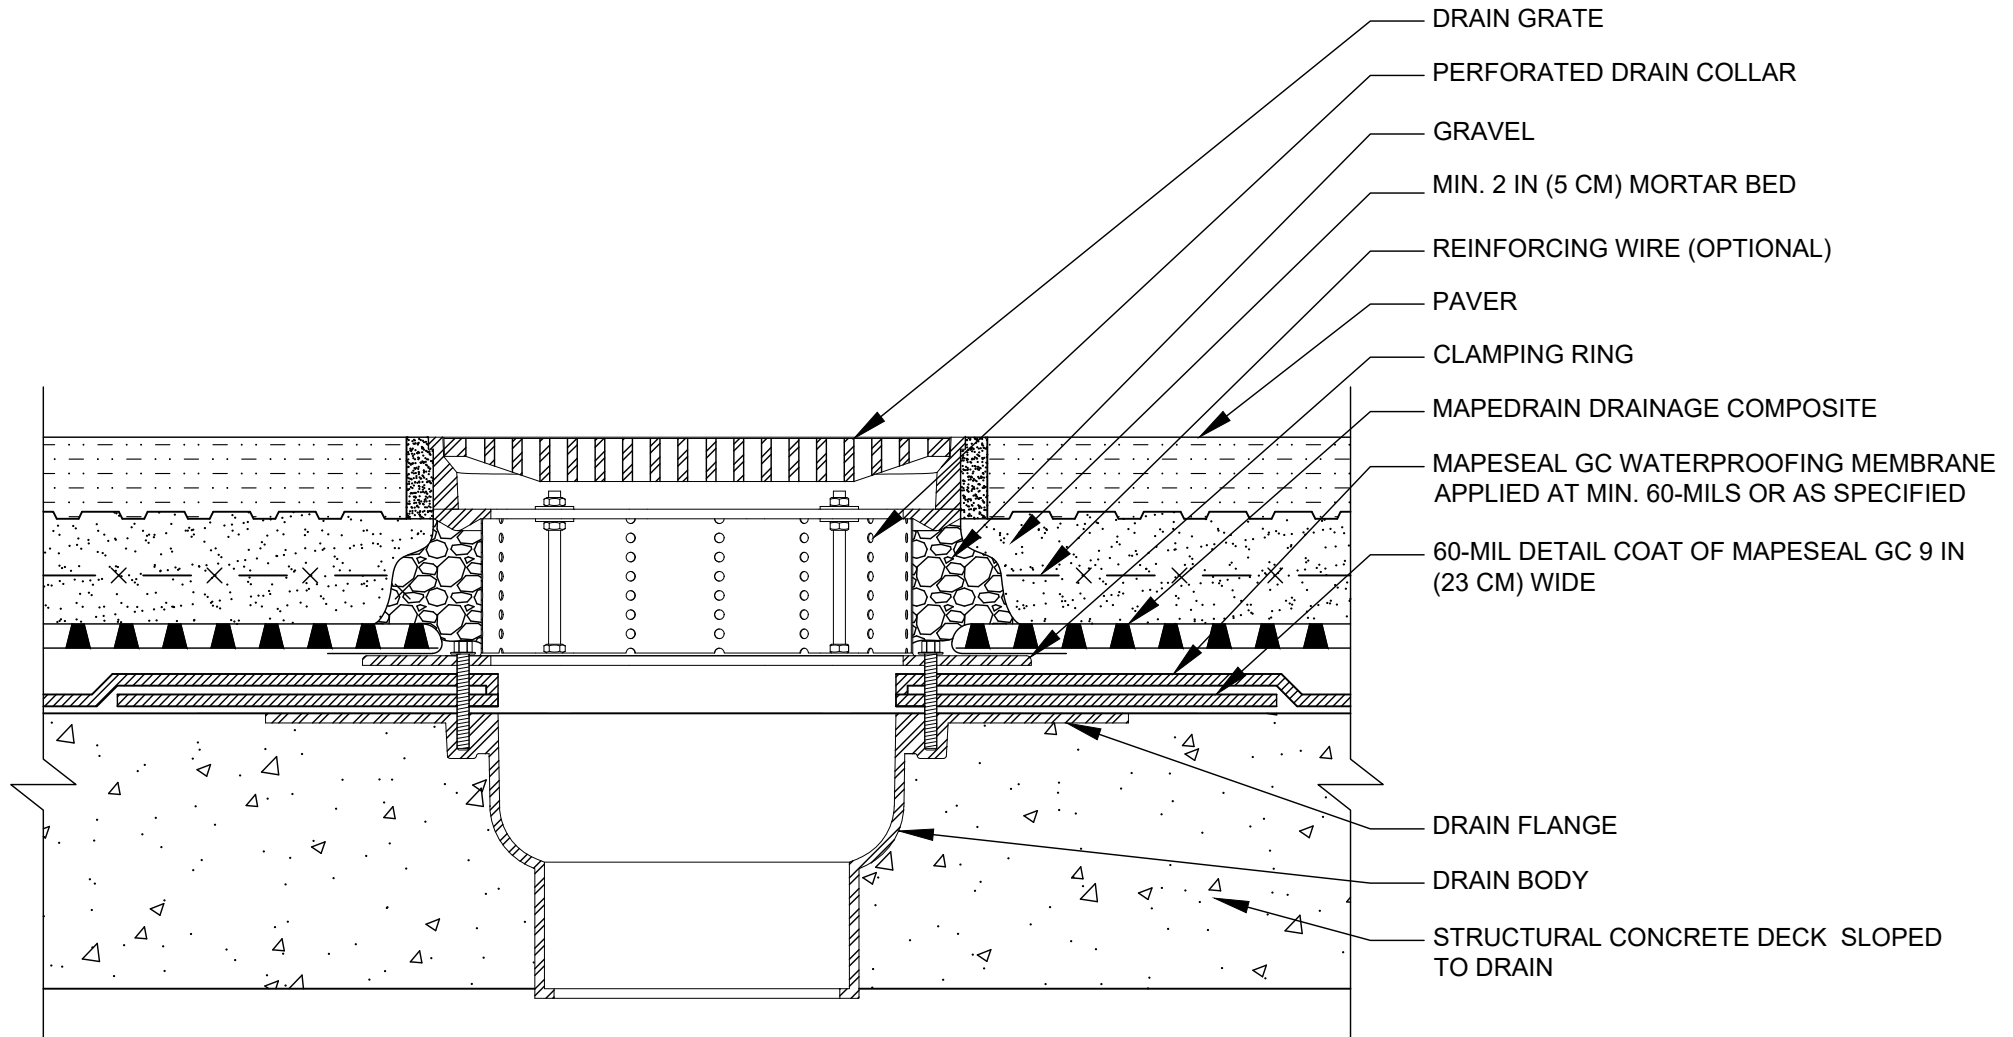 DRAIN GRATE
PERFORATED DRAIN COLLAR
GRAVEL
MIN. 2 IN (5 CM) MORTAR BED
REINFORCING WIRE (OPTIONAL)
PAVER
CLAMPING RING
MAPEDRAIN DRAINAGE COMPOSITE
MAPESEAL GC WATERPROOFING MEMBRANE
APPLIED AT MIN. 60-MILS OR AS SPECIFIED
60-MIL DETAIL COAT OF MAPESEAL GC 9 IN
(23 CM) WIDE
DRAIN FLANGE
DRAIN BODY
STRUCTURAL CONCRETE DECK  SLOPED
TO DRAIN